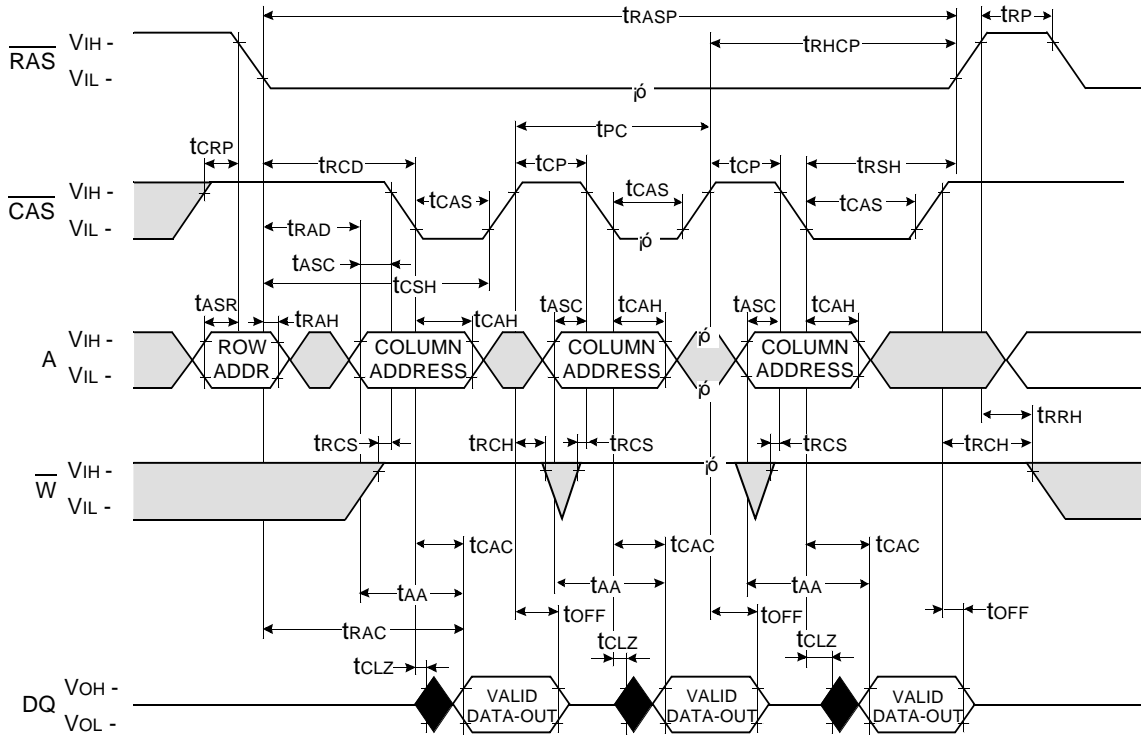 tRASP
tRP
VIH -
RAS
tRHCP
VIL -
¡ó
tPC
tCRP
tRCD
tCP
tCP
tRSH
VIH -
CAS
tCAS
tCAS
tCAS
VIL -
tRAD
¡ó
tASC
tCSH
tASR
tRAH
tCAH
tASC
tCAH
tASC
tCAH
VIH -
A
VIL -
ROW
ADDR
COLUMN
ADDRESS
COLUMN
ADDRESS
¡ó
¡ó
COLUMN
ADDRESS
tRRH
tRCS
tRCH
tRCS
tRCS
tRCH
VIH -
W
VIL -
¡ó
tCAC
tCAC
tCAC
tAA
tAA
tAA
tRAC
tOFF
tOFF
tOFF
tCLZ
tCLZ
tCLZ
VOH -
DQ
VOL -
VALID
DATA-OUT
VALID
DATA-OUT
VALID
DATA-OUT